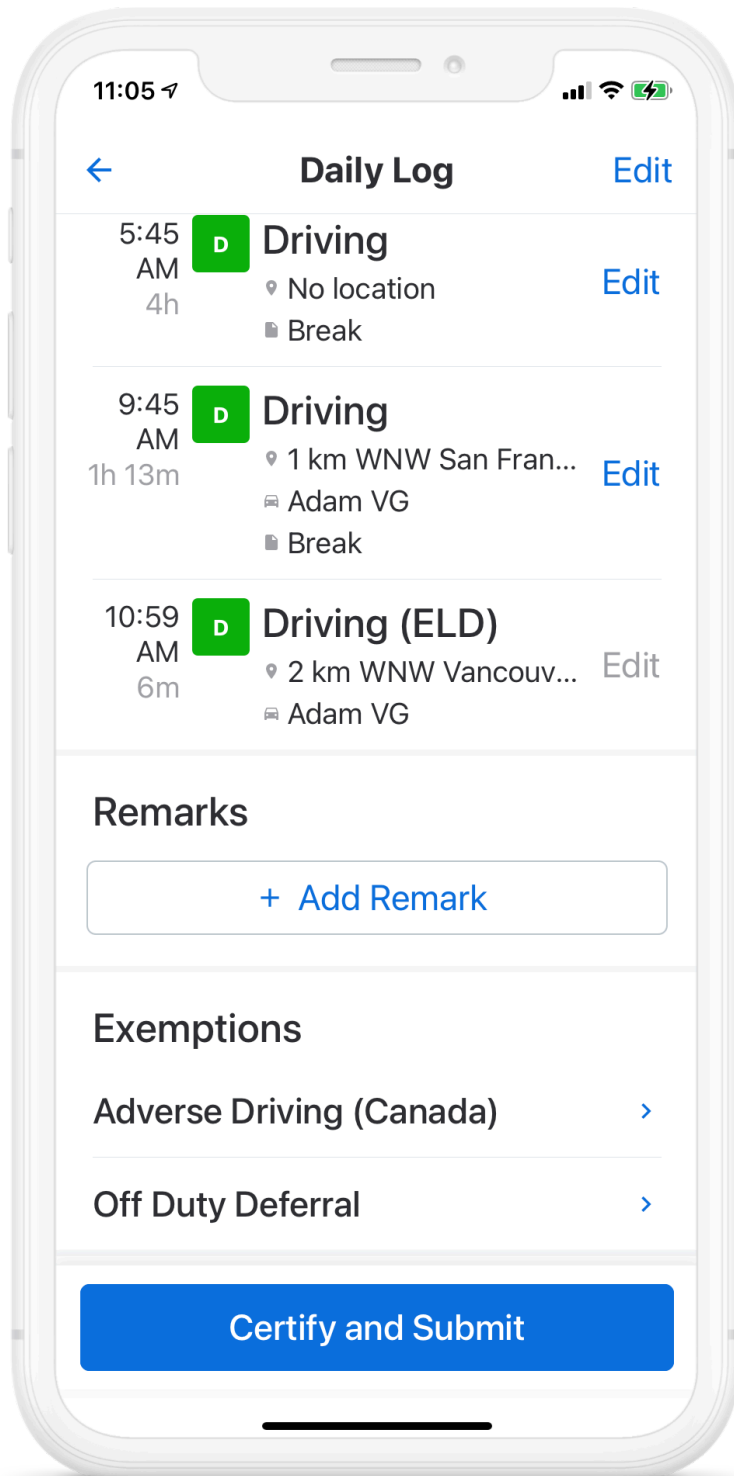 11:05
Daily Log
Edit
5:45
AM
4h
D
Driving
No location
Break
Edit
9:45
AM
1h 13m
D
Driving
1 km WNW San Fran...
Adam VG
Break
Edit
10:59
AM
6m
D
Driving (ELD)
2 km WNW Vancouv...
Adam VG
Edit
Remarks
+ Add Remark
Exemptions
Adverse Driving (Canada)
Off Duty Deferral
Certify and Submit